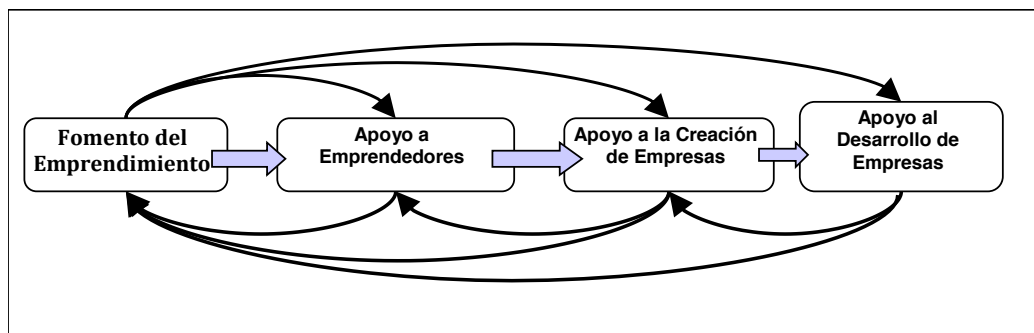 Fomento del
Emprendimiento
Apoyo a
Emprendedores
Apoyo a la Creación
de Empresas
Apoyo al
Desarrollo de
Empresas